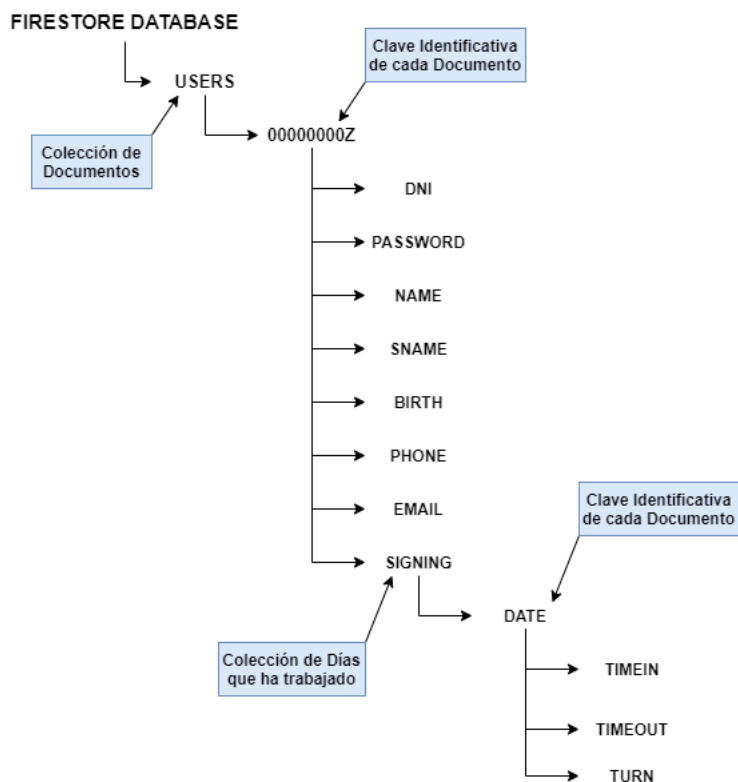 FIRESTORE DATABASE
Clave Identificativa
de cada Documento
USERS
00000000Z
Colección de
Documentos
DNI
PASSWORD
NAME
SNAME
BIRTH
PHONE
EMAIL
Clave Identificativa
de cada Documento
SIGNING
DATE
Colección de Días
que ha trabajado
TIMEIN
TIMEOUT
TURN